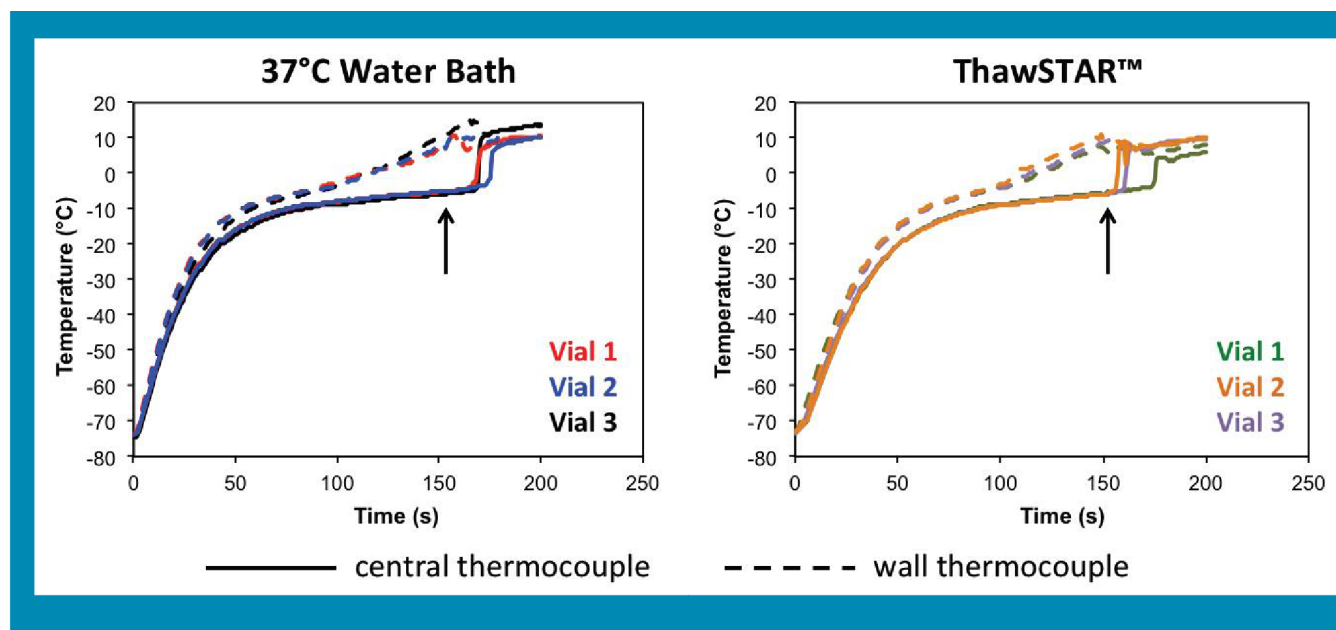 37°C Water Bath
ThawSTAR™
Temperature (°C)
20
10
0
-10
-20
-30
-40
-50
-60
-70
-80
0
50
100
150
200
250
Time (s)
Vial 1
Vial 2
Vial 3
Temperature (°C)
20
10
0
-10
-20
-30
-40
-50
-60
-70
-80
0
50
100
150
200
250
Time (s)
Vial 1
Vial 2
Vial 3
central thermocouple
wall thermocouple